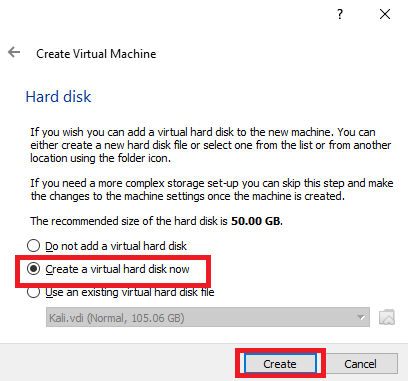 ?
Create Virtual Machine
Hard disk
If you wish you can add a virtual hard disk to the new machine. You can
either create a new hard disk file or select one from the list or from another
location using the folder icon.
If you need a more complex storage set-up you can skip this step and make
the changes to the machine settings once the machine is created.
The recommended size of the hard disk is 50.00 GB.
Do not add a virtual hard disk
Create a virtual hard disk now
Use an existing virtual hard disk file
Kali.vdi (Normal, 105.06 GB)
Create Cancel